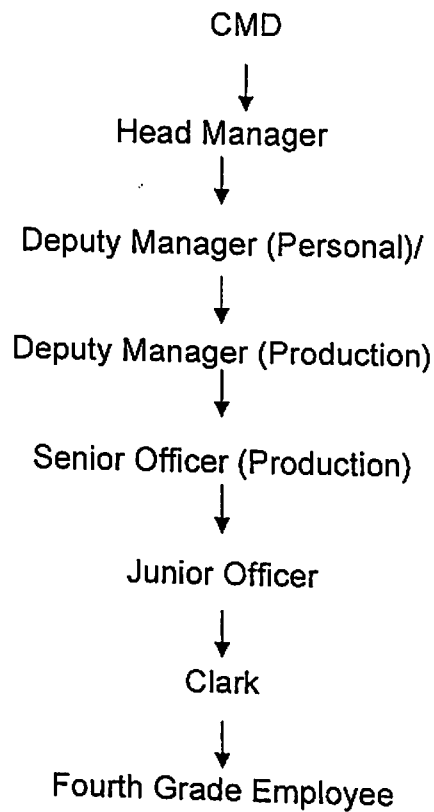 CMD
Head Manager
Deputy Manager (Personal)/
Deputy Manager (Production)
Senior Officer (Production)
Junior Officer
Clark
Fourth Grade Employee